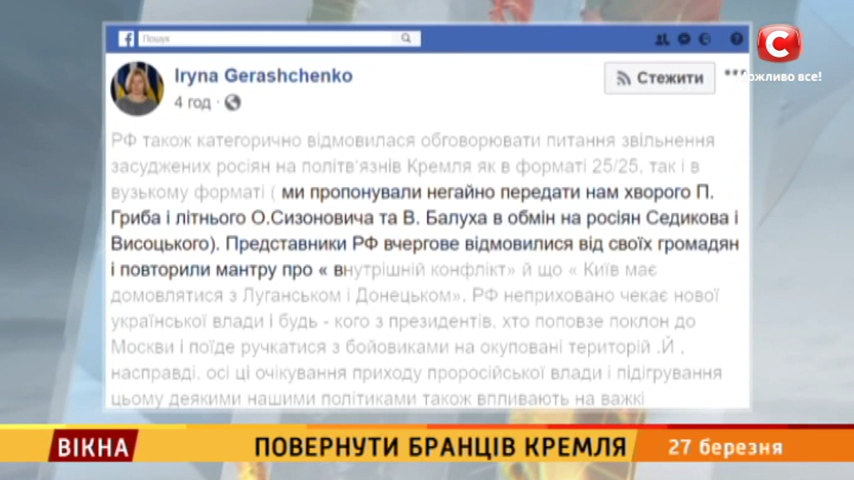 Пошук
С
можливо все!
Iryna Gerashchenko
4 год ·
Стежити
РФ також категорично відмовилася обговорювати питання звільнення
засуджених росіян на політв'язнів Кремля як в форматі 25/25, так і в
вузькому форматі ( ми пропонували негайно передати нам хворого П.
Гриба і літнього О.Сизоновича та В. Балуха в обмін на росіян Седикова і
Висоцького). Представники РФ вчергове відмовилися від своїх громадян
і повторили мантру про « внутрішній конфлікт» й що « Київ має
домовлятися з Луганськом і Донецьком». РФ неприховано чекає нової
української влади і будь - кого з президентів, хто поповзе поклон до
Москви і поїде ручкатися з бойовиками на окуповані територій .Й ,
насправді, осі ці очікування приходу проросійської влади і підігрування
цьому деякими нашими політиками також впливають на важкі
ВІКНА
ПОВЕРНУТИ БРАНЦІВ КРЕМЛЯ
27 березня